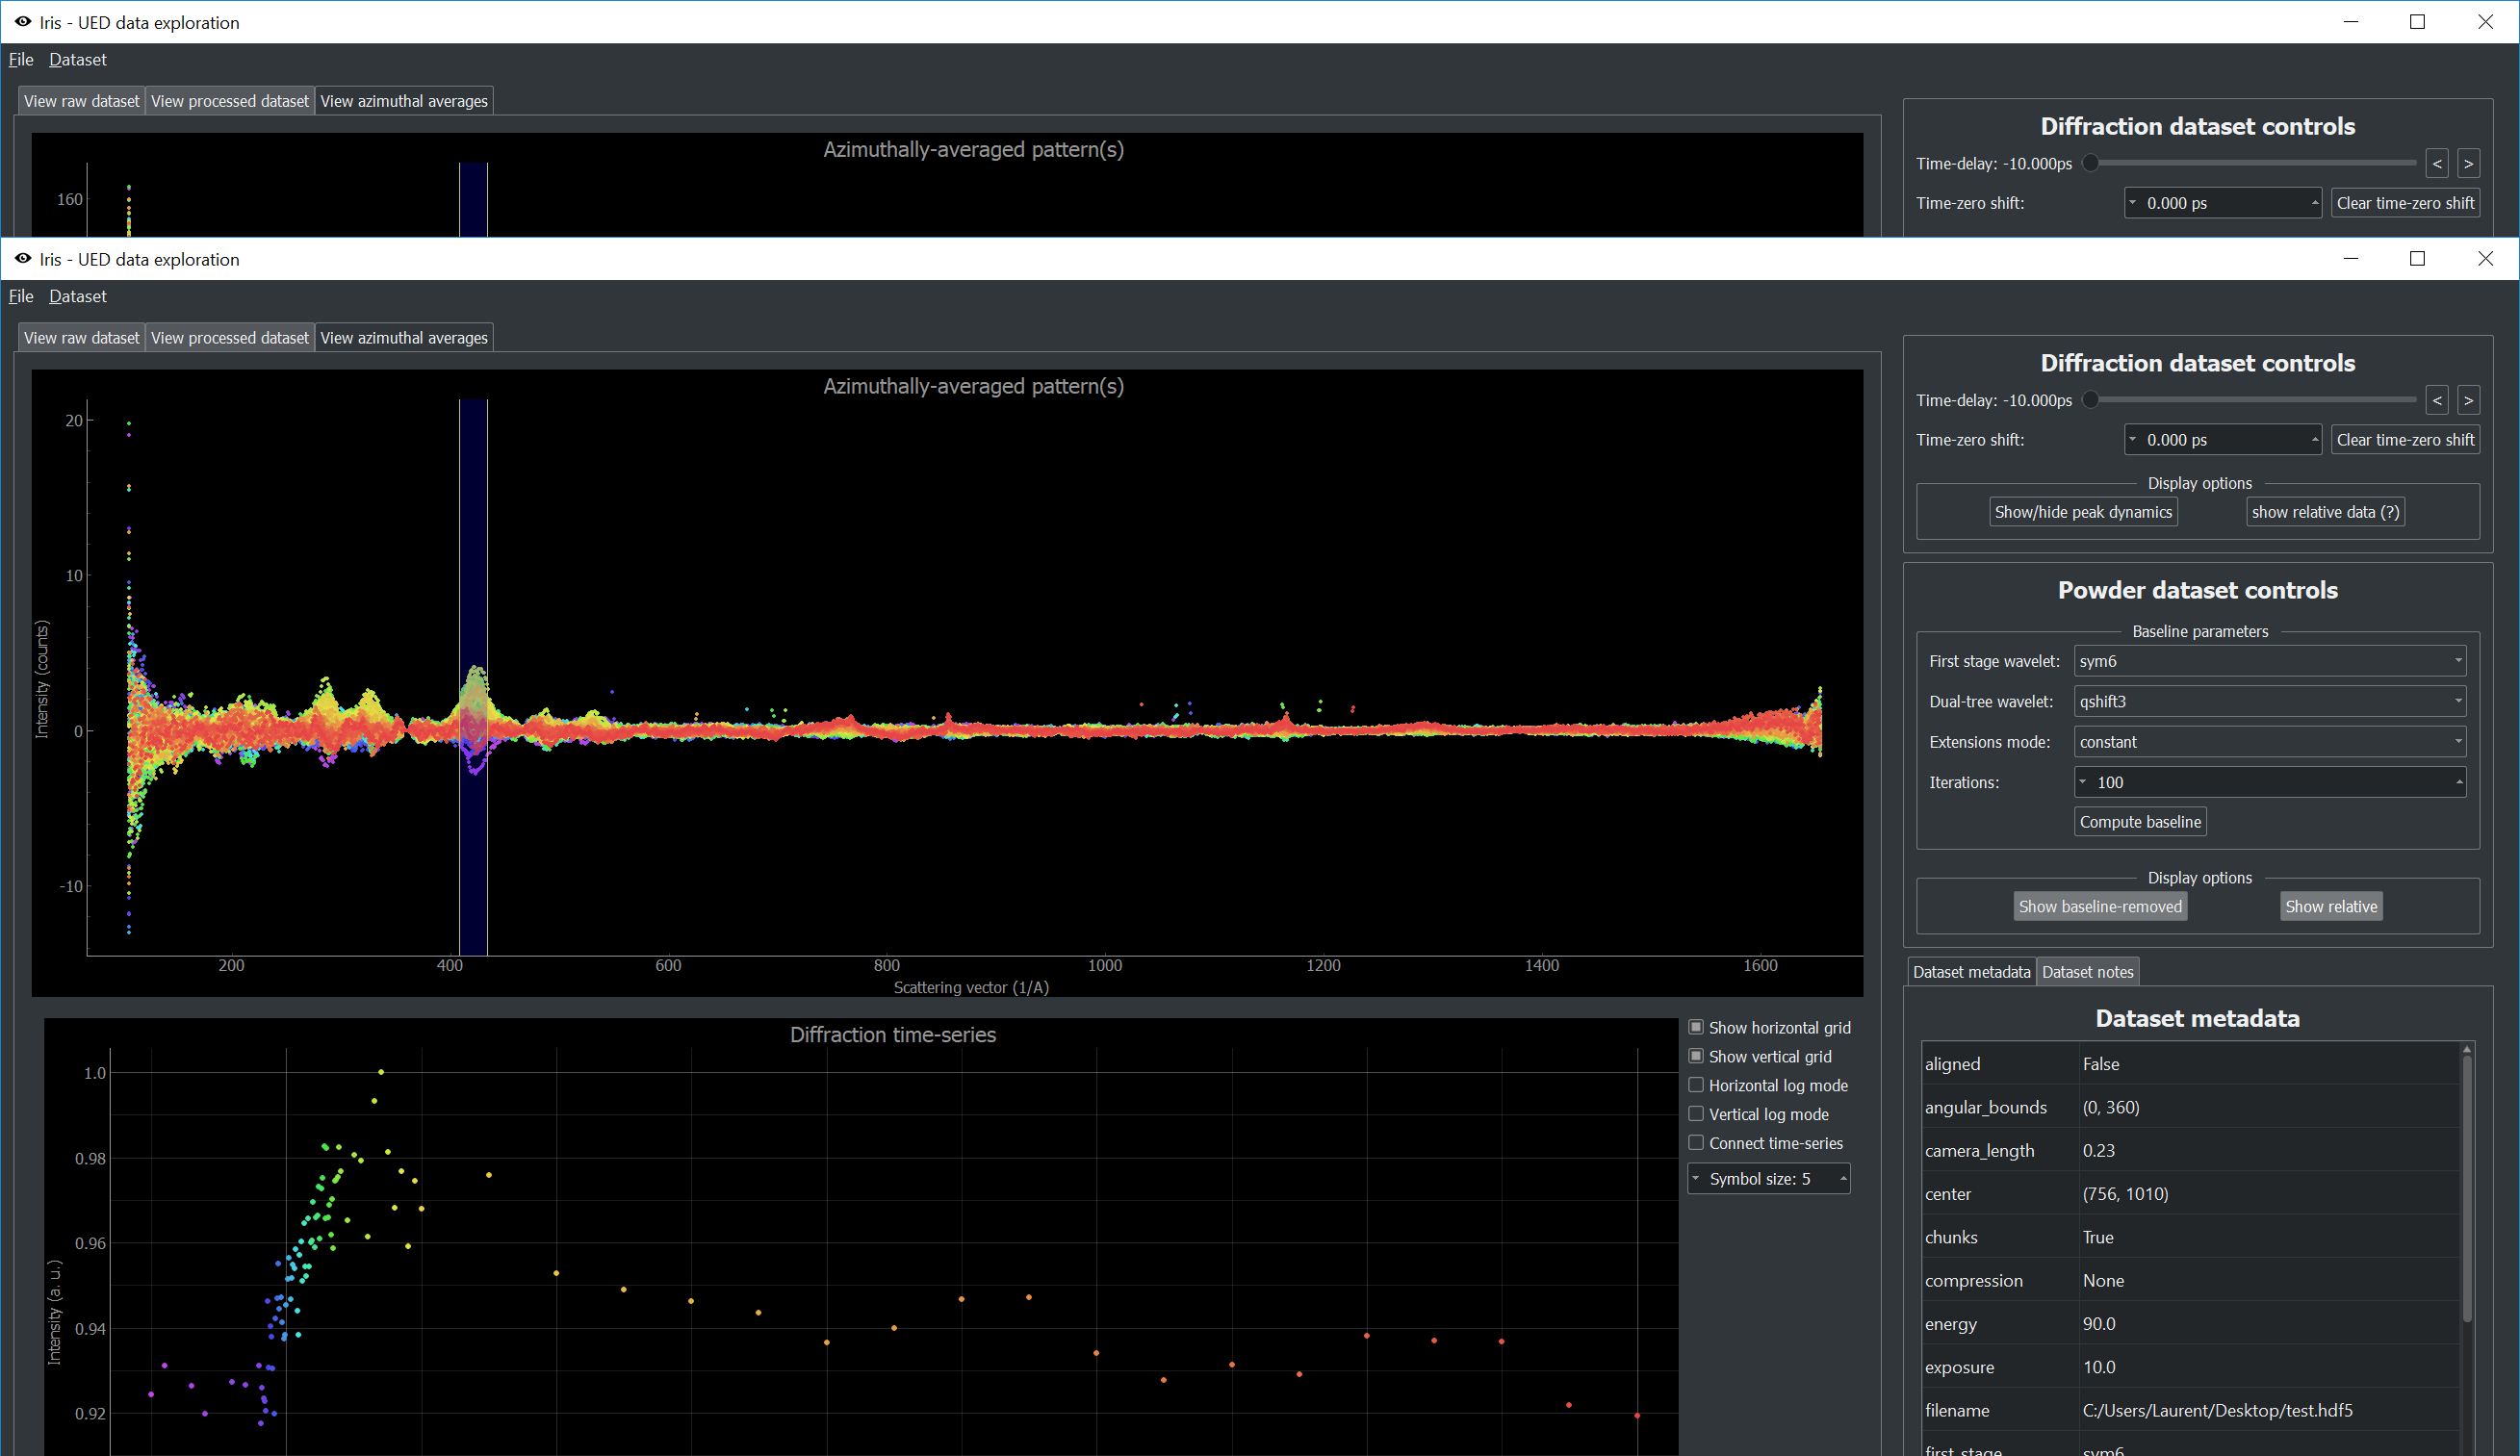 Iris - UED data exploration
File Dataset
View raw dataset View processed dataset View azimuthal averages
Azimuthally-averaged pattern(s)
160
Diffraction dataset controls
Time-delay: -10.000ps < >
Time-zero shift: 0.000 ps Clear time-zero shift
Iris - UED data exploration
File Dataset
View raw dataset View processed dataset View azimuthal averages
Azimuthally-averaged pattern(s)
20
10
0
-10
Intensity (counts)
200 400 600 800 1000 1200 1400 1600
Scattering vector (1/A)
Diffraction time-series
1.0
0.98
0.96
0.94
0.92
Intensity (a. u.)
Show horizontal grid
Show vertical grid
Horizontal log mode
Vertical log mode
Connect time-series
Symbol size: 5
Diffraction dataset controls
Time-delay: -10.000ps < >
Time-zero shift: 0.000 ps Clear time-zero shift
Display options
Show/hide peak dynamics show relative data (?)
Powder dataset controls
Baseline parameters
First stage wavelet: sym6
Dual-tree wavelet: qshift3
Extensions mode: constant
Iterations: 100
Compute baseline
Display options
Show baseline-removed Show relative
Dataset metadata Dataset notes
Dataset metadata
aligned False
angular_bounds (0, 360)
camera_length 0.23
center (756, 1010)
chunks True
compression None
energy 90.0
exposure 10.0
filename C:/Users/Laurent/Desktop/test.hdf5
first_stage sym6